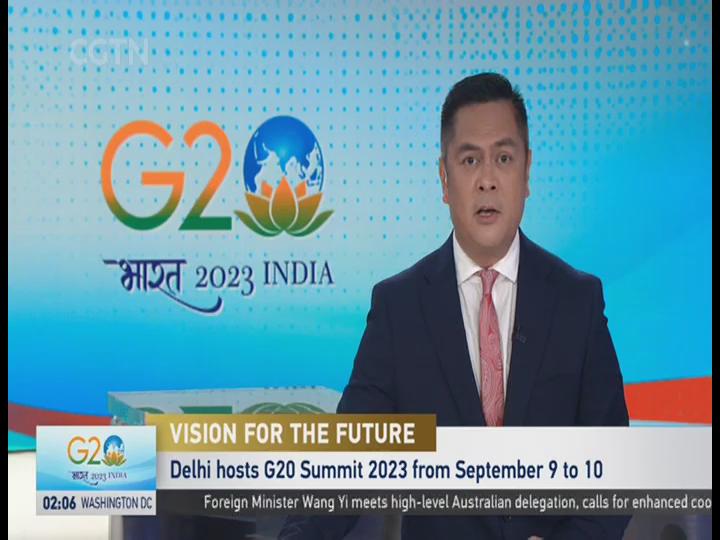 CGTN
G20
भारत 2023 INDIA
VISION FOR THE FUTURE
G20
भारत 2023 INDIA
Delhi hosts G20 Summit 2023 from September 9 to 10
02:06 WASHINGTON DC
Foreign Minister Wang Yi meets high-level Australian delegation, calls for enhanced coo